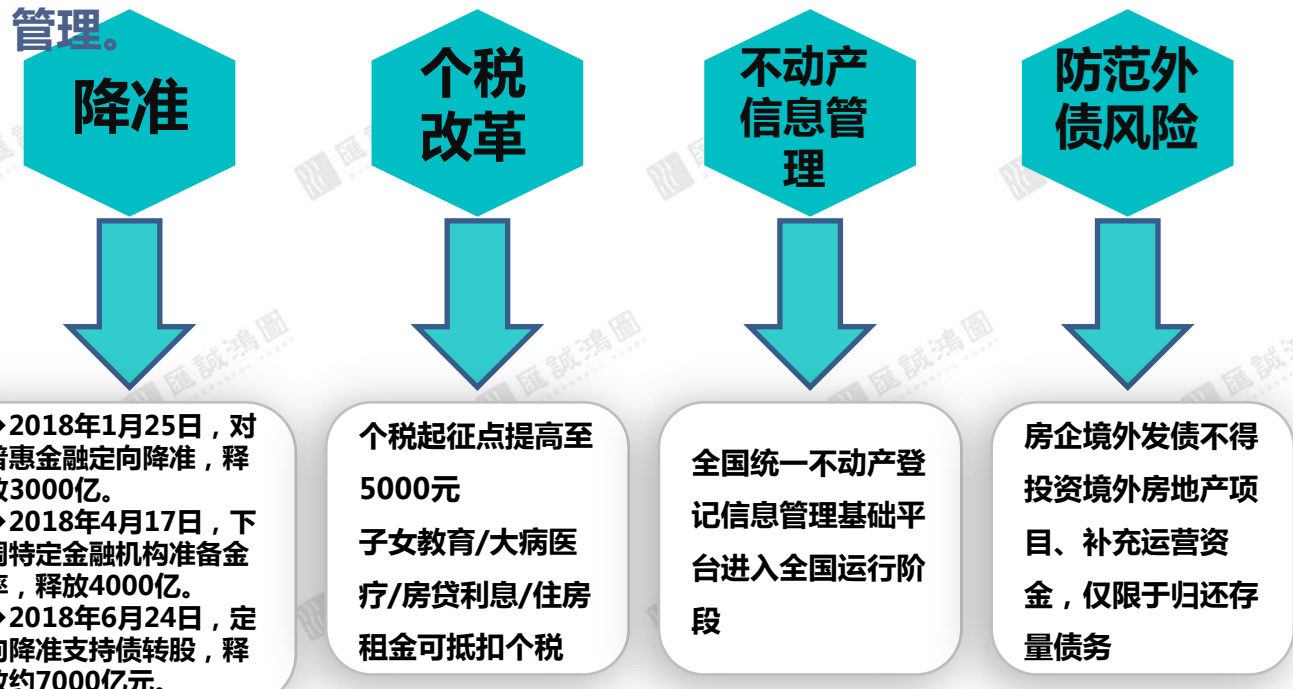 管理。
降准
个税
改革
不动产
信息管
理
防范外
债风险
2018年1月25日，对
普惠金融定向降准，释
放3000亿。
2018年4月17日，下
调特定金融机构准备金
率，释放4000亿。
2018年6月24日，定
向降准支持债转股，释
放约7000亿元。
个税起征点提高至
5000元
子女教育/大病医
疗/房贷利息/住房
租金可抵扣个税
全国统一不动产登
记信息管理基础平
台进入全国运行阶
段
房企境外发债不得
投资境外房地产项
目、补充运营资
金，仅限于归还存
量债务
匯誠鴻圖